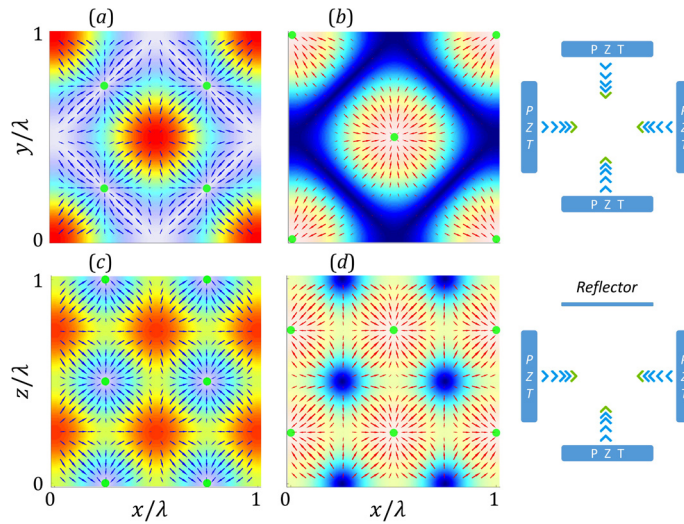 (a)
(b)
1
y/λ
0
P Z T
P Z T
P Z T
P Z T
(c)
(d)
1
z/λ
0
0
x/λ
1
0
x/λ
1
Reflector
P Z T
P Z T
P Z T